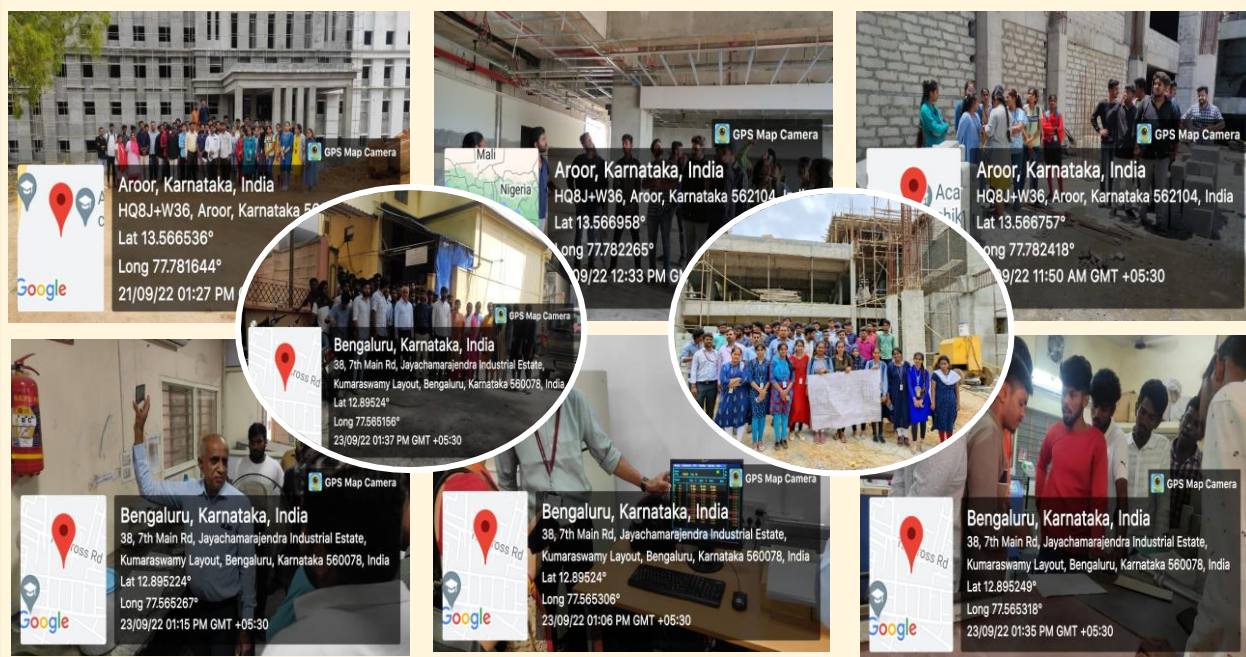 GPS Map Camera
Aroor, Karnataka, India
HQ8J+W36, Aroor, Karnataka
Lat 13.566536°
Long 77.781644°
21/09/22 01:27 PM
Google
GPS Map Camera
Mali
Nigeria
Aroor, Karnataka, India
HQ8J+W36, Aroor, Karnataka 562104,
Lat 13.566958°
Long 77.782265°
09/22 12:33 PM
GPS Map Camera
Aroor, Karnataka, India
HQ8J+W36, Aroor, Karnataka 562104, India
Lat 13.566757°
Long 77.782418°
9/22 11:50 AM GMT +05:30
GPS Map Camera
Bengaluru, Karnataka, India
38, 7th Main Rd, Jayachamarajendra Industrial Estate,
Kumaraswamy Layout, Bengaluru, Karnataka 560078, India
Lat 12.89524°
Long 77.565156°
23/09/22 01:37 PM GMT +05:30
GPS Map Camera
Bengaluru, Karnataka, India
38, 7th Main Rd, Jayachamarajendra Industrial Estate,
Kumaraswamy Layout, Bengaluru, Karnataka 560078, India
Lat 12.895224°
Long 77.565267°
23/09/22 01:15 PM GMT +05:30
Google
GPS Map Camera
Bengaluru, Karnataka, India
38, 7th Main Rd, Jayachamarajendra Industrial Estate,
Kumaraswamy Layout, Bengaluru, Karnataka 560078, India
Lat 12.89524°
Long 77.565306°
23/09/22 01:06 PM GMT +05:30
Google
GPS Map Camera
Bengaluru, Karnataka, India
38, 7th Main Rd, Jayachamarajendra Industrial Estate,
Kumaraswamy Layout, Bengaluru, Karnataka 560078, India
Lat 12.895249°
Long 77.565318°
23/09/22 01:35 PM GMT +05:30
Google